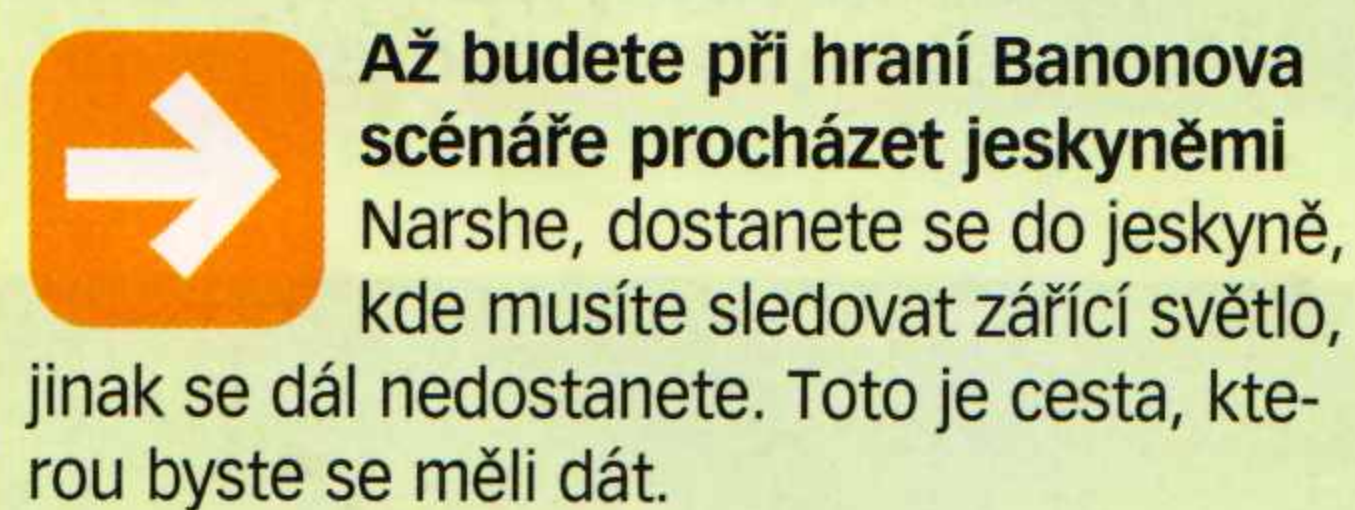 Až budete při hraní Banonova
scénáře procházet jeskyněmi
Narshe, dostanete se do jeskyně,
kde musíte sledovat zářící světlo,
jinak se dál nedostanete. Toto je cesta, kte-
rou byste se měli dát.